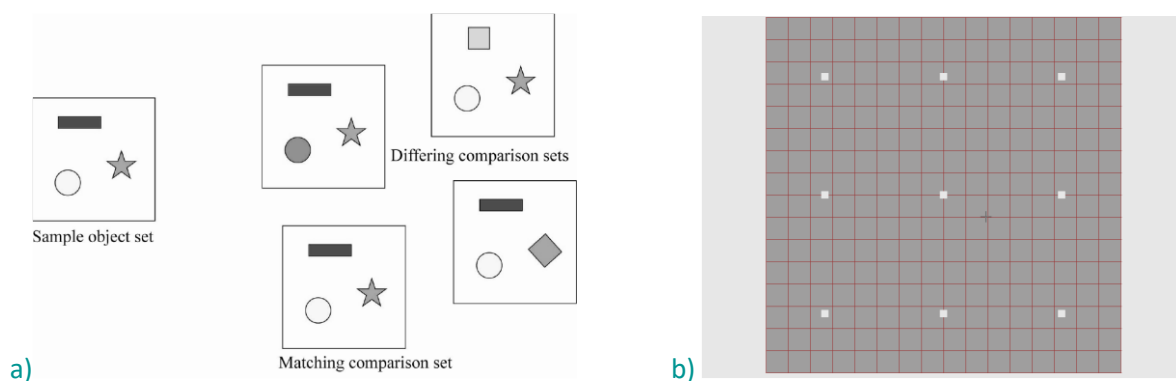 Differing comparison sets
Sample object set
Matching comparison set
a)
b)